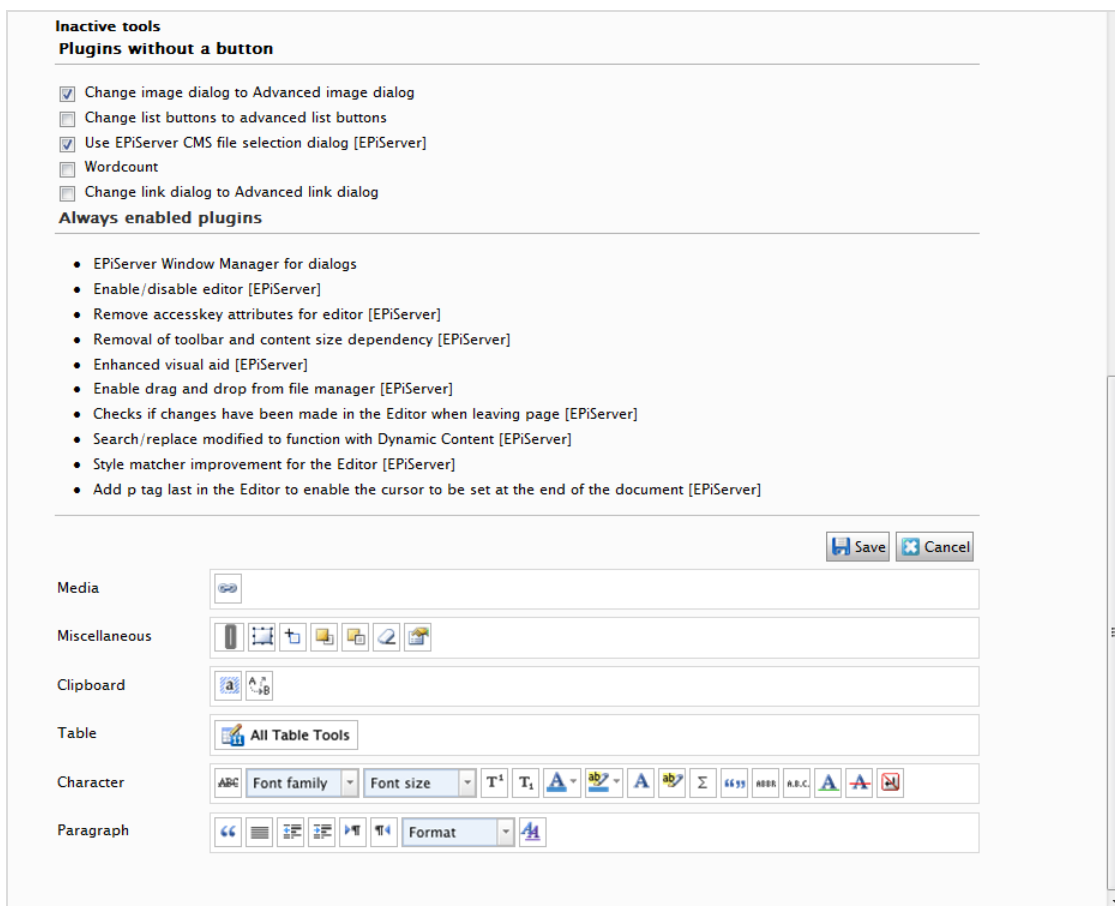 Inactive tools
Plugins without a button
Change image dialog to Advanced image dialog
Change list buttons to advanced list buttons
Use EPiServer CMS file selection dialog [EPiServer]
Wordcount
Change link dialog to Advanced link dialog
Always enabled plugins
EPiServer Window Manager for dialogs
Enable/disable editor [EPiServer]
Remove accesskey attributes for editor [EPiServer]
Removal of toolbar and content size dependency [EPiServer]
Enhanced visual aid [EPiServer]
Enable drag and drop from file manager [EPiServer]
Checks if changes have been made in the Editor when leaving page [EPiServer]
Search/replace modified to function with Dynamic Content [EPiServer]
Style matcher improvement for the Editor [EPiServer]
Add p tag last in the Editor to enable the cursor to be set at the end of the document [EPiServer]
Save Cancel
Media
Miscellaneous
Clipboard a A B
Table All Table Tools
Character ABC Font family Font size T¹ T₁ A ab A ab Σ ABBR A.B.C. A A
Paragraph Format A